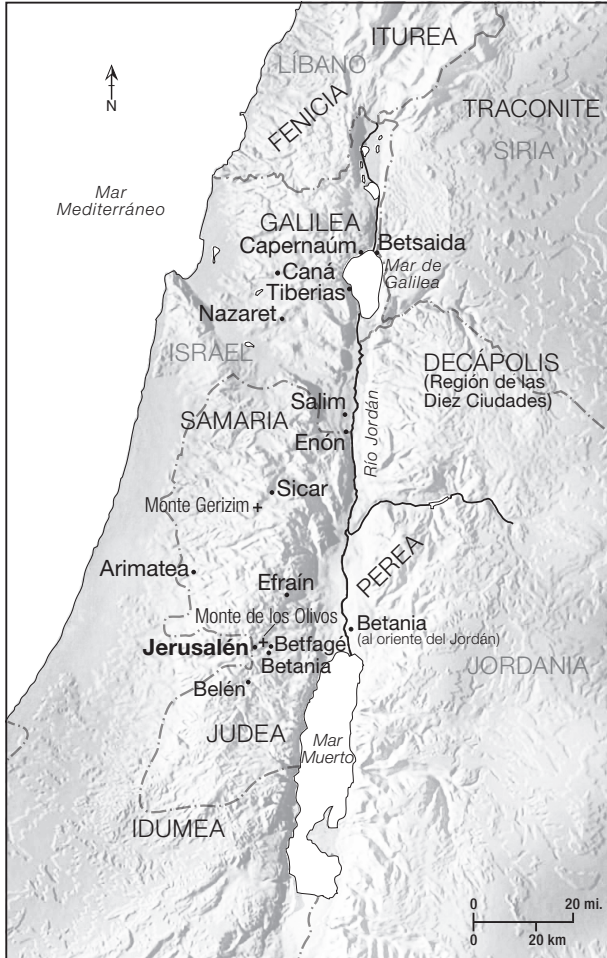 ITUREA
LÍBANO
N
FENICIA
TRACONITE
SIRIA
Mar
Mediterráneo
GALILEA
Capernaúm
Betsaida
Mar de
Galilea
Caná
Tiberias
Nazaret
ISRAEL
DECÁPOLIS
(Región de las
Diez Ciudades)
Salim
SAMARIA
Enón
Río Jordán
Sicar
Monte Gerizim
Arimatea
PEREA
Efraín
Monte de los Olivos
Betania
(al oriente del Jordán)
Jerusalén
Betfagé
Betania
Belén
JORDANIA
JUDEA
Mar
Muerto
IDUMEA
0 20 mi.
0 20 km